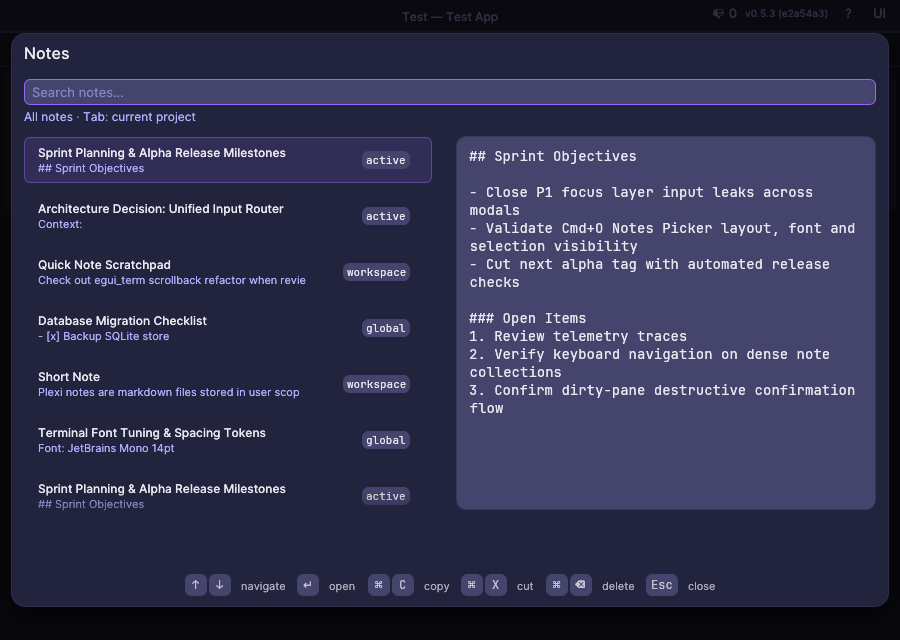 Test — Test App
0 v0.5.3 (e2a54a3) ? UI
Notes
Search notes...
All notes · Tab: current project
Sprint Planning & Alpha Release Milestones
## Sprint Objectives
active
Architecture Decision: Unified Input Router
Context:
active
Quick Note Scratchpad
Check out egui_term scrollback refactor when revie
workspace
Database Migration Checklist
- [x] Backup SQLite store
global
Short Note
Plexi notes are markdown files stored in user scop
workspace
Terminal Font Tuning & Spacing Tokens
Font: JetBrains Mono 14pt
global
Sprint Planning & Alpha Release Milestones
## Sprint Objectives
active
## Sprint Objectives
- Close P1 focus layer input leaks across
modals
- Validate Cmd+O Notes Picker layout, font and
selection visibility
- Cut next alpha tag with automated release
checks
### Open Items
1. Review telemetry traces
2. Verify keyboard navigation on dense note
collections
3. Confirm dirty-pane destructive confirmation
flow
↑ ↓ navigate ↵ open ⌘ C copy ⌘ X cut ⌘ ⌫ delete Esc close